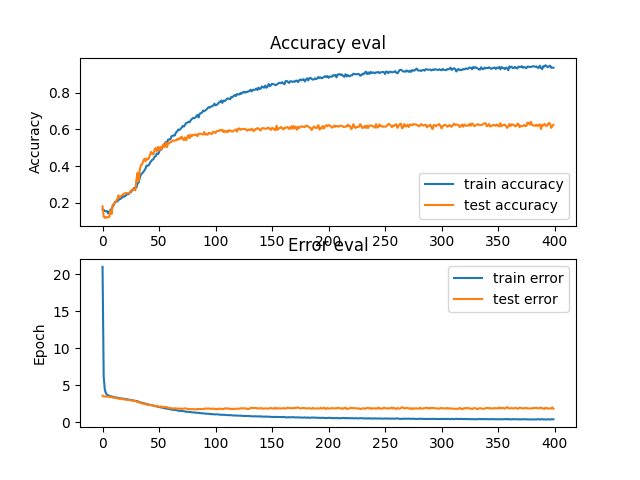 Accuracy eval
Accuracy
0.8
0.6
0.4
0.2
train accuracy
test accuracy
0 50 100 150 200 250 300 350 400
Error eval
Epoch
20
15
10
5
0
train error
test error
0 50 100 150 200 250 300 350 400